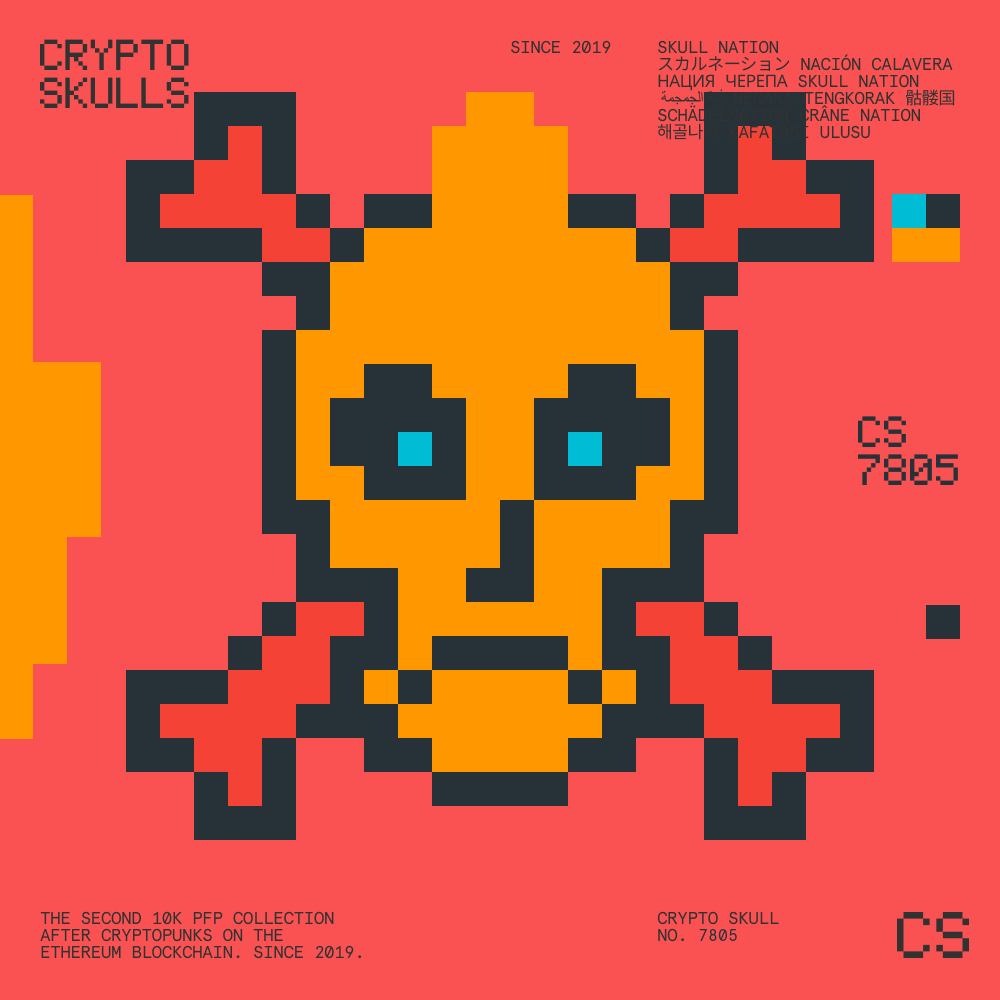 CRYPTO
SKULLS
SINCE 2019
SKULL NATION
スカルネーション NACIÓN CALAVERA
НАЦИЯ ЧЕРЕПА SKULL NATION
الجمجمة TENGKORAK 骷髅国
CRÂNE NATION
해골 ULUSU
CS
7805
THE SECOND 10K PFP COLLECTION
AFTER CRYPTOPUNKS ON THE
ETHEREUM BLOCKCHAIN. SINCE 2019.
CRYPTO SKULL
NO. 7805
CS